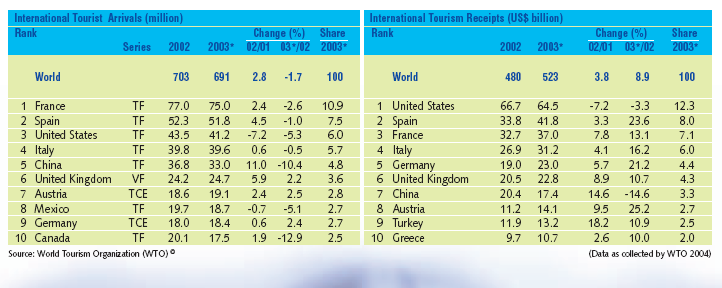 International Tourist Arrivals (million)
Rank Change (%) Share
Series 2002 2003* 02/01 03*/02 2003*
World 703 691 2.8 -1.7 100
1 France TF 77.0 75.0 2.4 -2.6 10.9
2 Spain TF 52.3 51.8 4.5 -1.0 7.5
3 United States TF 43.5 41.2 -7.2 -5.3 6.0
4 Italy TF 39.8 39.6 0.6 -0.5 5.7
5 China TF 36.8 33.0 11.0 -10.4 4.8
6 United Kingdom VF 24.2 24.7 5.9 2.2 3.6
7 Austria TCE 18.6 19.1 2.4 2.5 2.8
8 Mexico TF 19.7 18.7 -0.7 -5.1 2.7
9 Germany TCE 18.0 18.4 0.6 2.4 2.7
10 Canada TF 20.1 17.5 1.9 -12.9 2.5
Source: World Tourism Organization (WTO) ©
International Tourism Receipts (US$ billion)
Rank Change (%) Share
2002 2003* 02/01 03*/02 2003*
World 480 523 3.8 8.9 100
1 United States 66.7 64.5 -7.2 -3.3 12.3
2 Spain 33.8 41.8 3.3 23.6 8.0
3 France 32.7 37.0 7.8 13.1 7.1
4 Italy 26.9 31.2 4.1 16.2 6.0
5 Germany 19.0 23.0 5.7 21.2 4.4
6 United Kingdom 20.5 22.8 8.9 10.7 4.3
7 China 20.4 17.4 14.6 -14.6 3.3
8 Austria 11.2 14.1 9.5 25.2 2.7
9 Turkey 11.9 13.2 18.2 10.9 2.5
10 Greece 9.7 10.7 2.6 10.0 2.0
(Data as collected by WTO 2004)